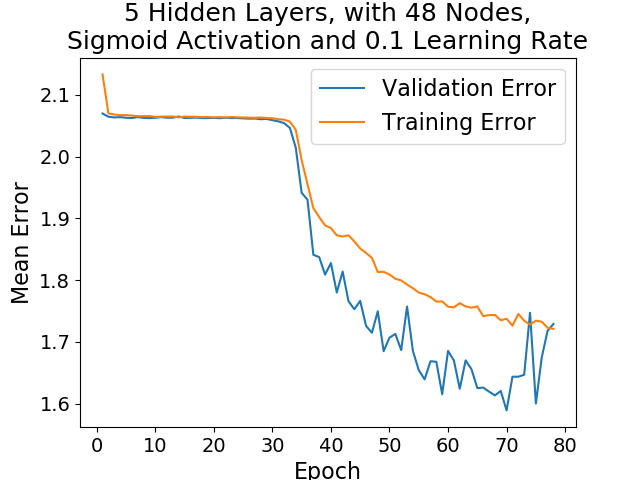 5 Hidden Layers, with 48 Nodes,
Sigmoid Activation and 0.1 Learning Rate
Validation Error
Training Error
Mean Error
2.1
2.0
1.9
1.8
1.7
1.6
0 10 20 30 40 50 60 70 80
Epoch